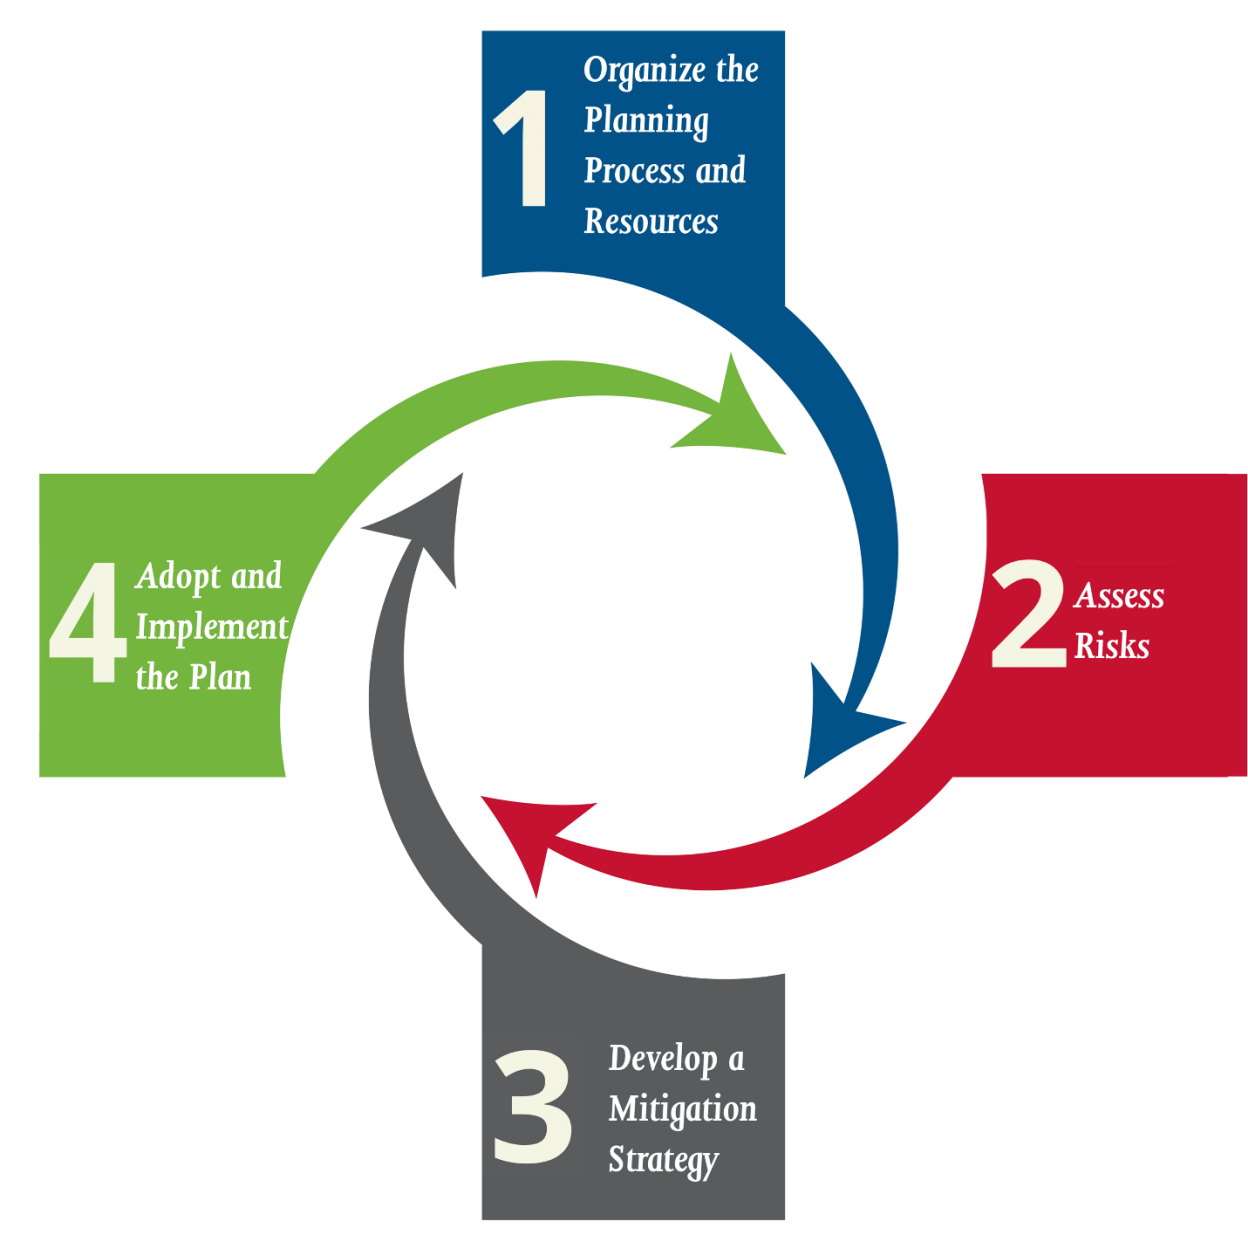 1
Organize the
Planning
Process and
Resources
2
Assess
Risks
3
Develop a
Mitigation
Strategy
4
Adopt and
Implement
the Plan